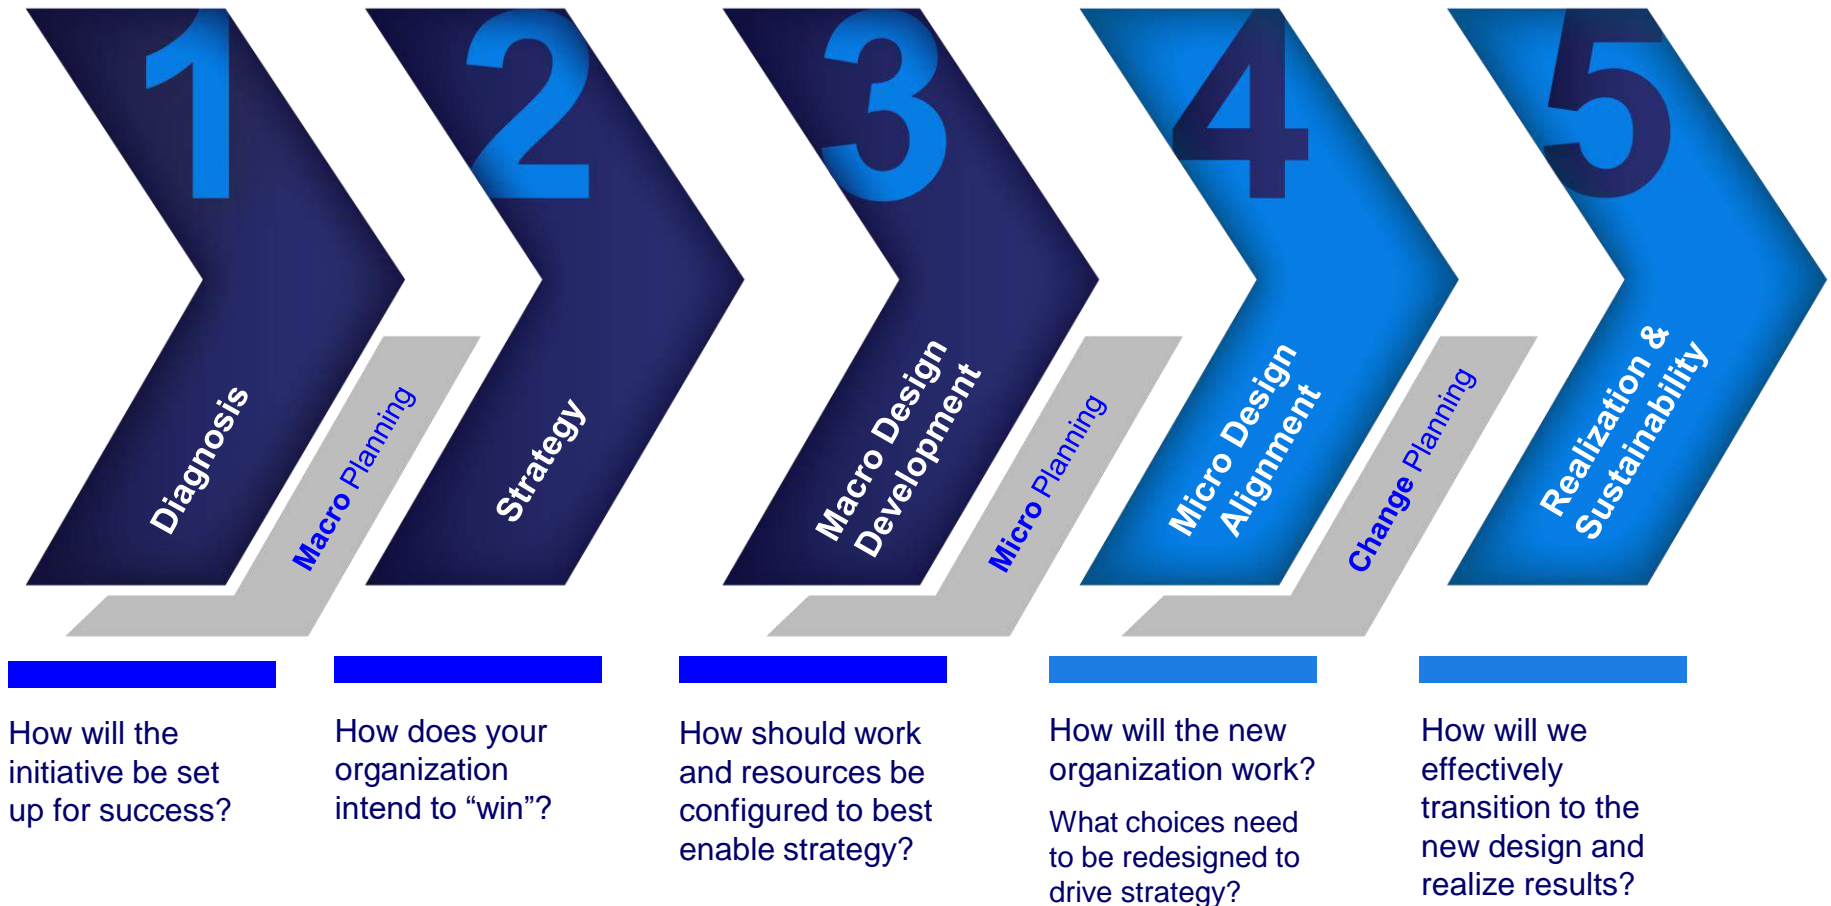 1
2
3
4
5
Diagnosis
Macro Planning
Strategy
Macro Design
Development
Micro Planning
Micro Design
Alignment
Change Planning
Realization &
Sustainability
How will the
initiative be set
up for success?
How does your
organization
intend to “win”?
How should work
and resources be
configured to best
enable strategy?
How will the new
organization work?
What choices need
to be redesigned to
drive strategy?
How will we
effectively
transition to the
new design and
realize results?